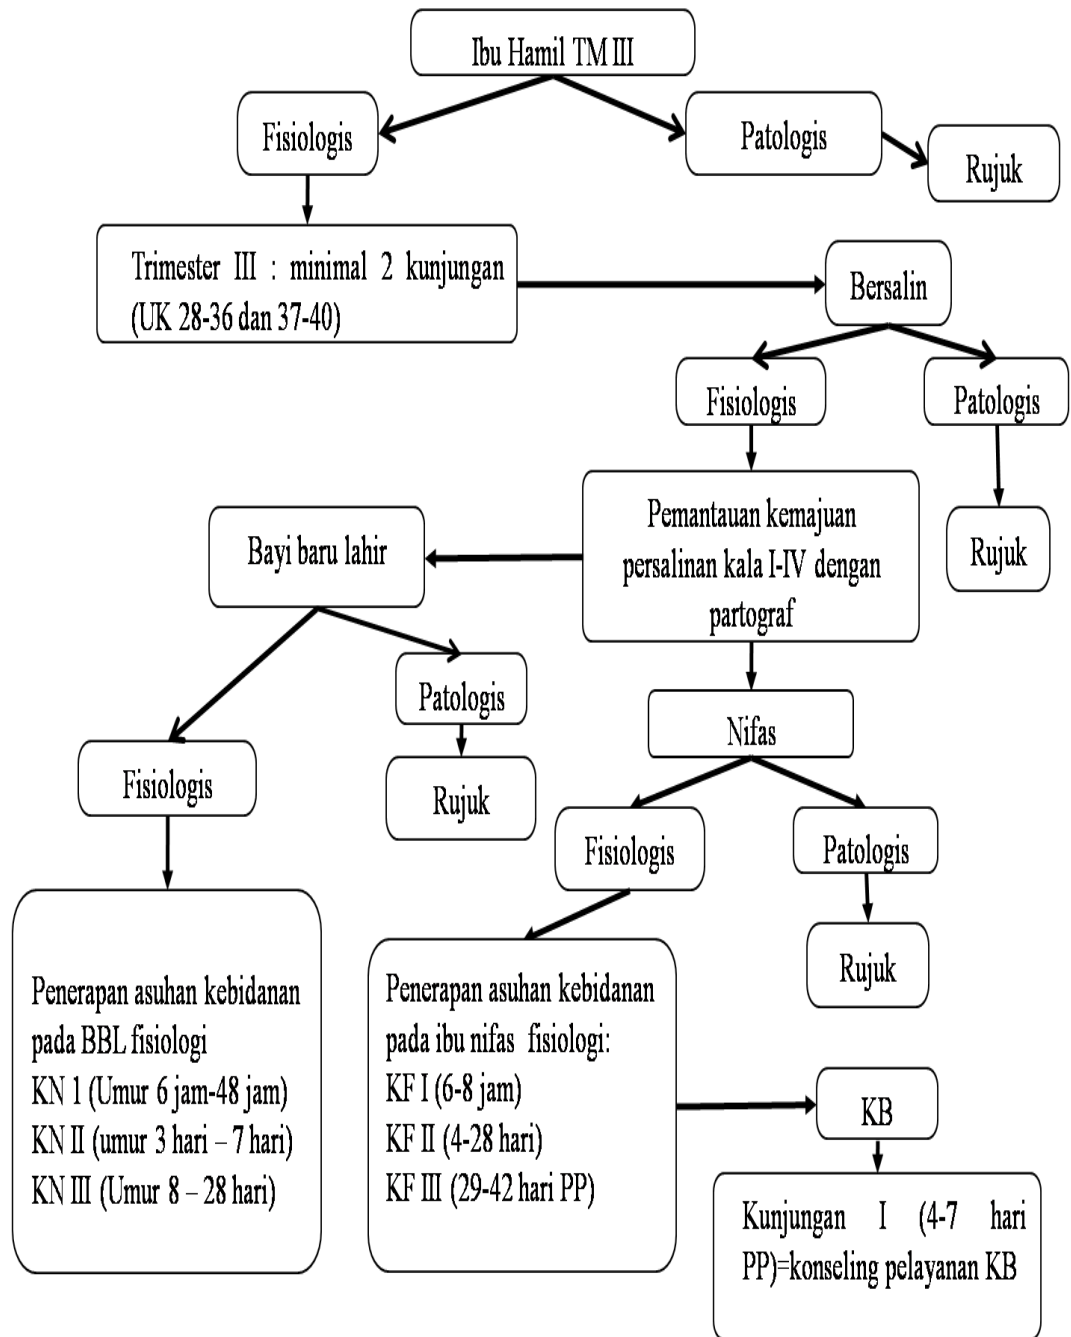 Ibu Hamil TM III
Fisiologis
Patologis
Rujuk
Trimester III : minimal 2 kunjungan
(UK 28-36 dan 37-40)
Bersalin
Fisiologis
Patologis
Pemantauan kemajuan
persalinan kala I-IV dengan
partograf
Rujuk
Bayi baru lahir
Patologis
Rujuk
Fisiologis
Nifas
Fisiologis
Patologis
Rujuk
Penerapan asuhan kebidanan
pada BBL fisiologi
KN 1 (Umur 6 jam-48 jam)
KN II (umur 3 hari – 7 hari)
KN III (Umur 8 – 28 hari)
Penerapan asuhan kebidanan
pada ibu nifas fisiologi:
KF I (6-8 jam)
KF II (4-28 hari)
KF III (29-42 hari PP)
KB
Kunjungan I (4-7 hari
PP)=konseling pelayanan KB